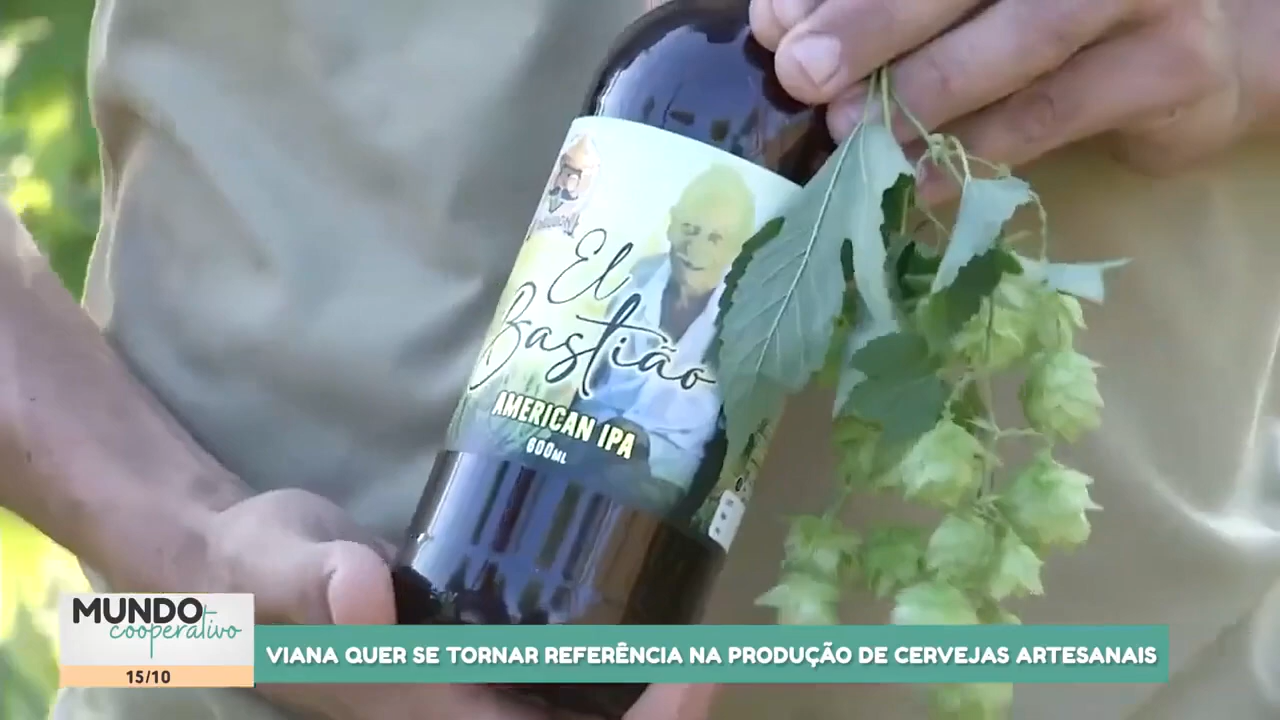 El
Bastião
AMERICAN IPA
600ML
MUNDO
cooperativo
15/10
VIANA QUER SE TORNAR REFERÊNCIA NA PRODUÇÃO DE CERVEJAS ARTESANAIS